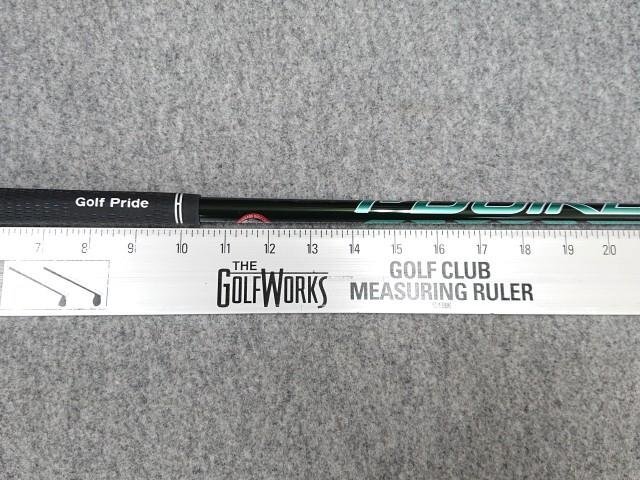 Golf Pride
7 8 9 10 11 12 13 14 15 16 17 18 19 20
THE
GOLFWORKS
GOLF CLUB
MEASURING RULER